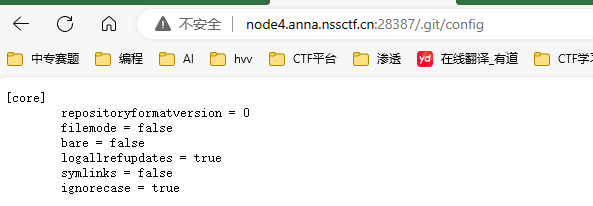 不安全 node4.anna.nssctf.cn:28387/.git/config
中专赛题 编程 AI hvv CTF平台 渗透 yd 在线翻译_有道 CTF学习
[core]
repositoryformatversion = 0
filemode = false
bare = false
logallrefupdates = true
symlinks = false
ignorecase = true